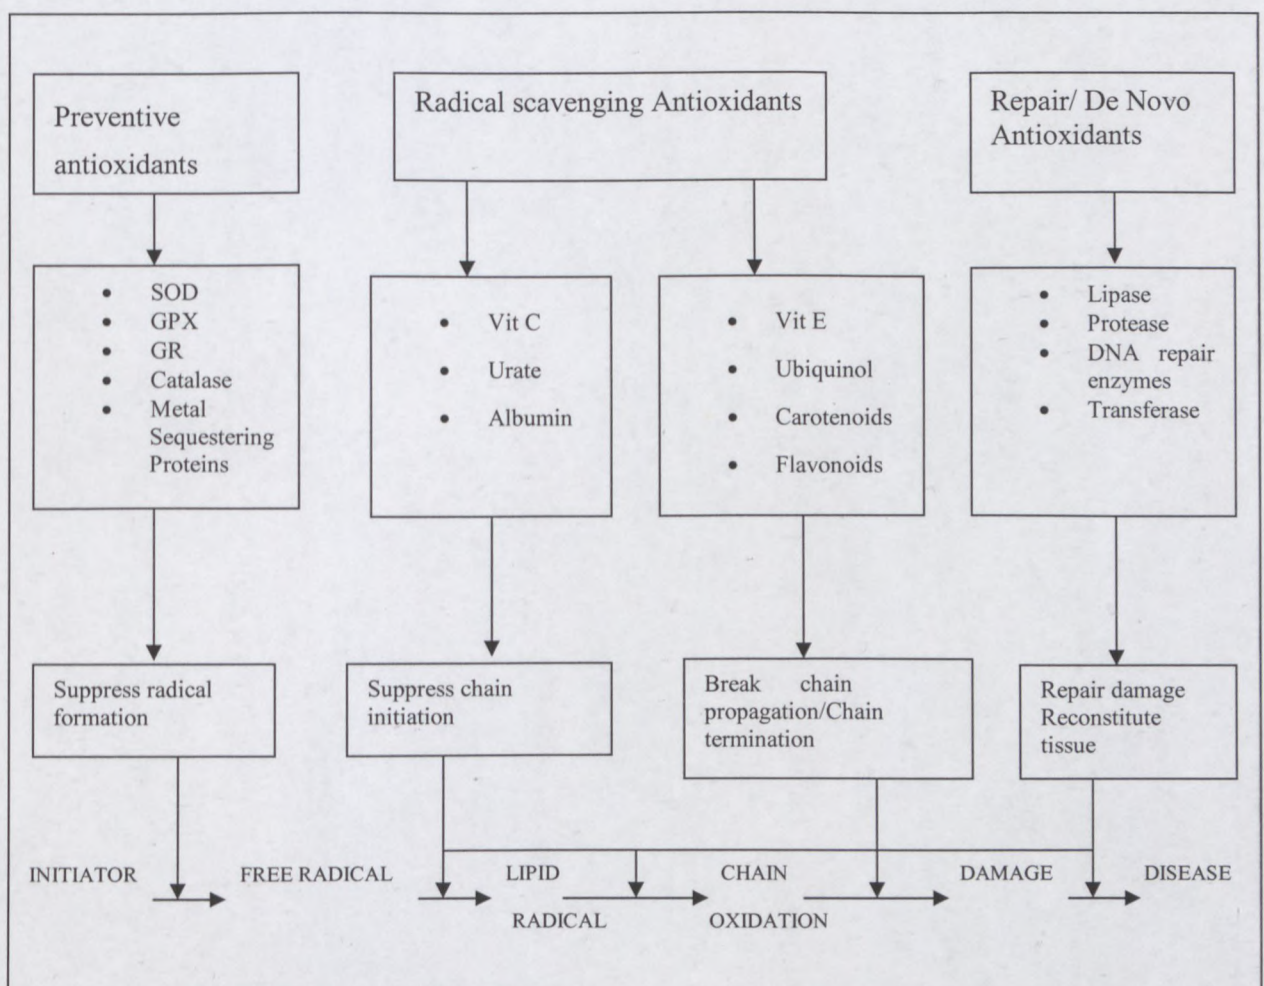 Preventive
antioxidants
Radical scavenging Antioxidants
Repair/ De Novo
Antioxidants
• SOD
• GPX
• GR
• Catalase
• Metal
Sequestering
Proteins
• Vit C
• Urate
• Albumin
• Vit E
• Ubiquinol
• Carotenoids
• Flavonoids
• Lipase
• Protease
• DNA repair
enzymes
• Transferase
Suppress radical
formation
Suppress chain
initiation
Break chain
propagation/Chain
termination
Repair damage
Reconstitute
tissue
INITIATOR
FREE RADICAL
LIPID
RADICAL
CHAIN
OXIDATION
DAMAGE
DISEASE